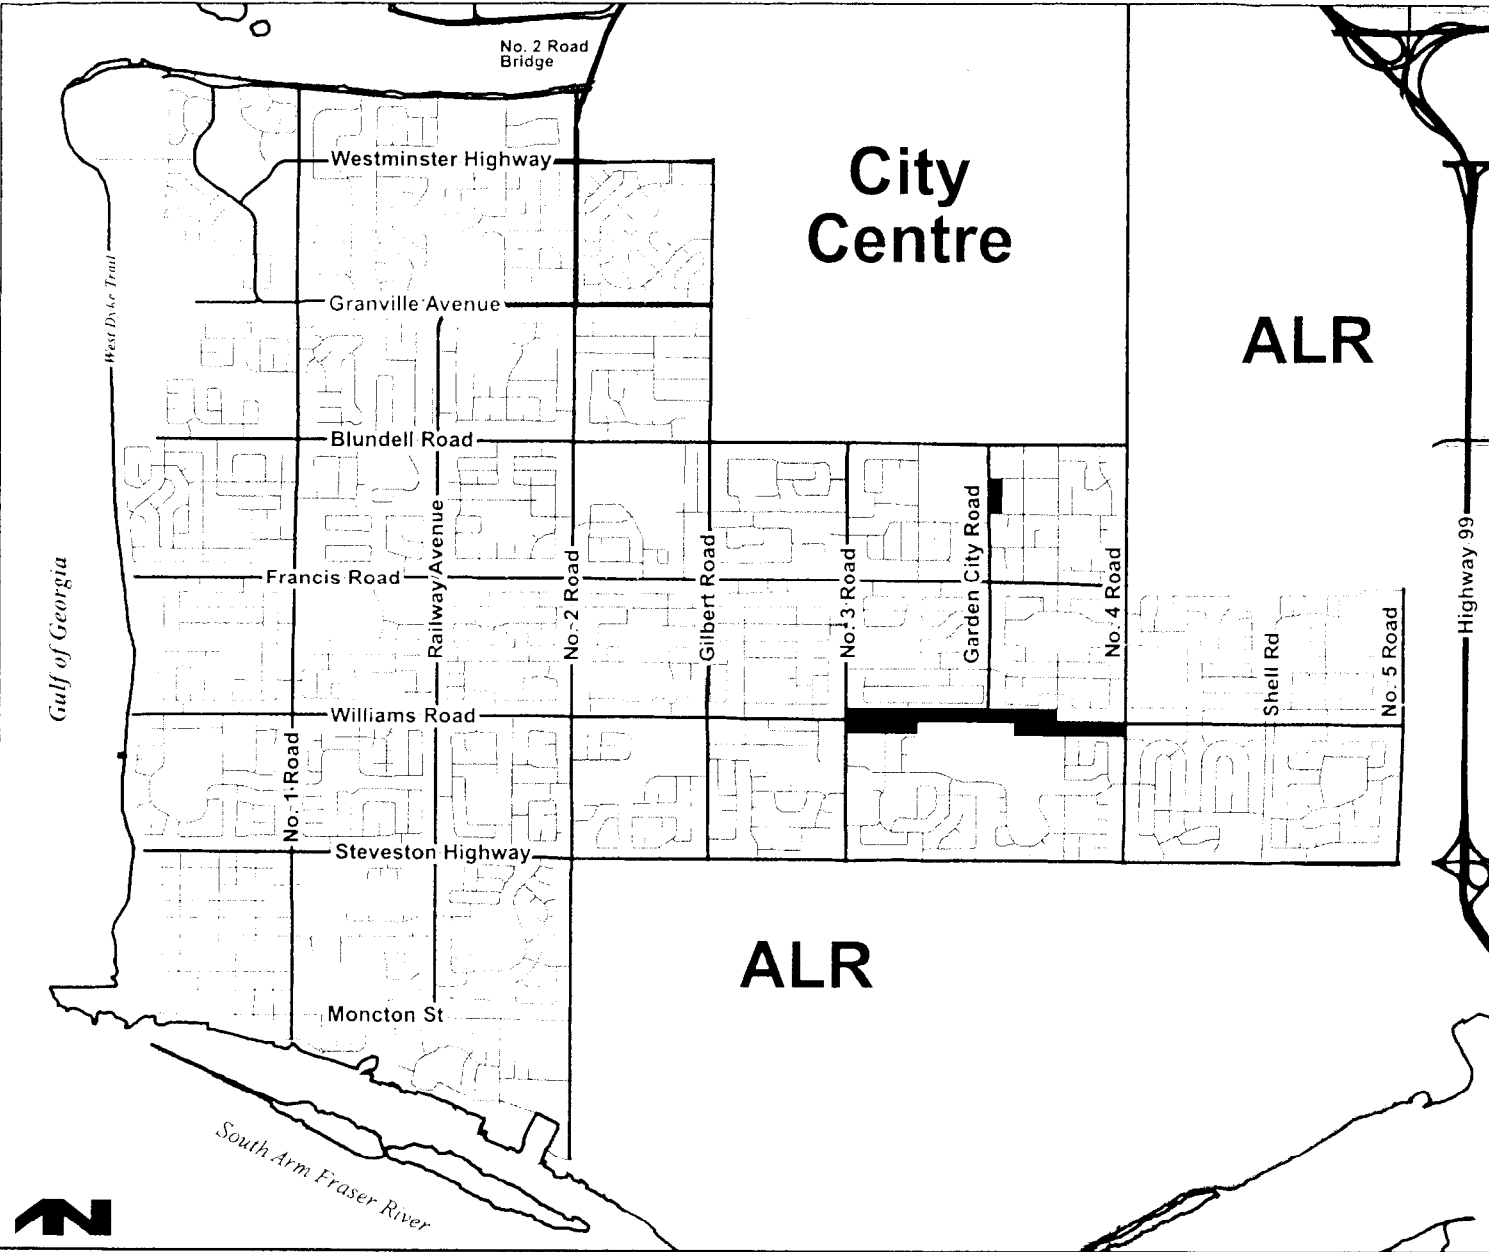 No. 2 Road
Bridge
Westminster Highway
City
Centre
West Dyke Trail
Granville Avenue
ALR
Blundell Road
Railway Avenue
Garden City Road
Highway 99
Gulf of Georgia
Francis Road
No. 2 Road
Gilbert Road
No. 3 Road
No. 4 Road
Shell Rd
No. 5 Road
Williams Road
No. 1 Road
Steveston Highway
ALR
Moncton St
South Arm Fraser River
N